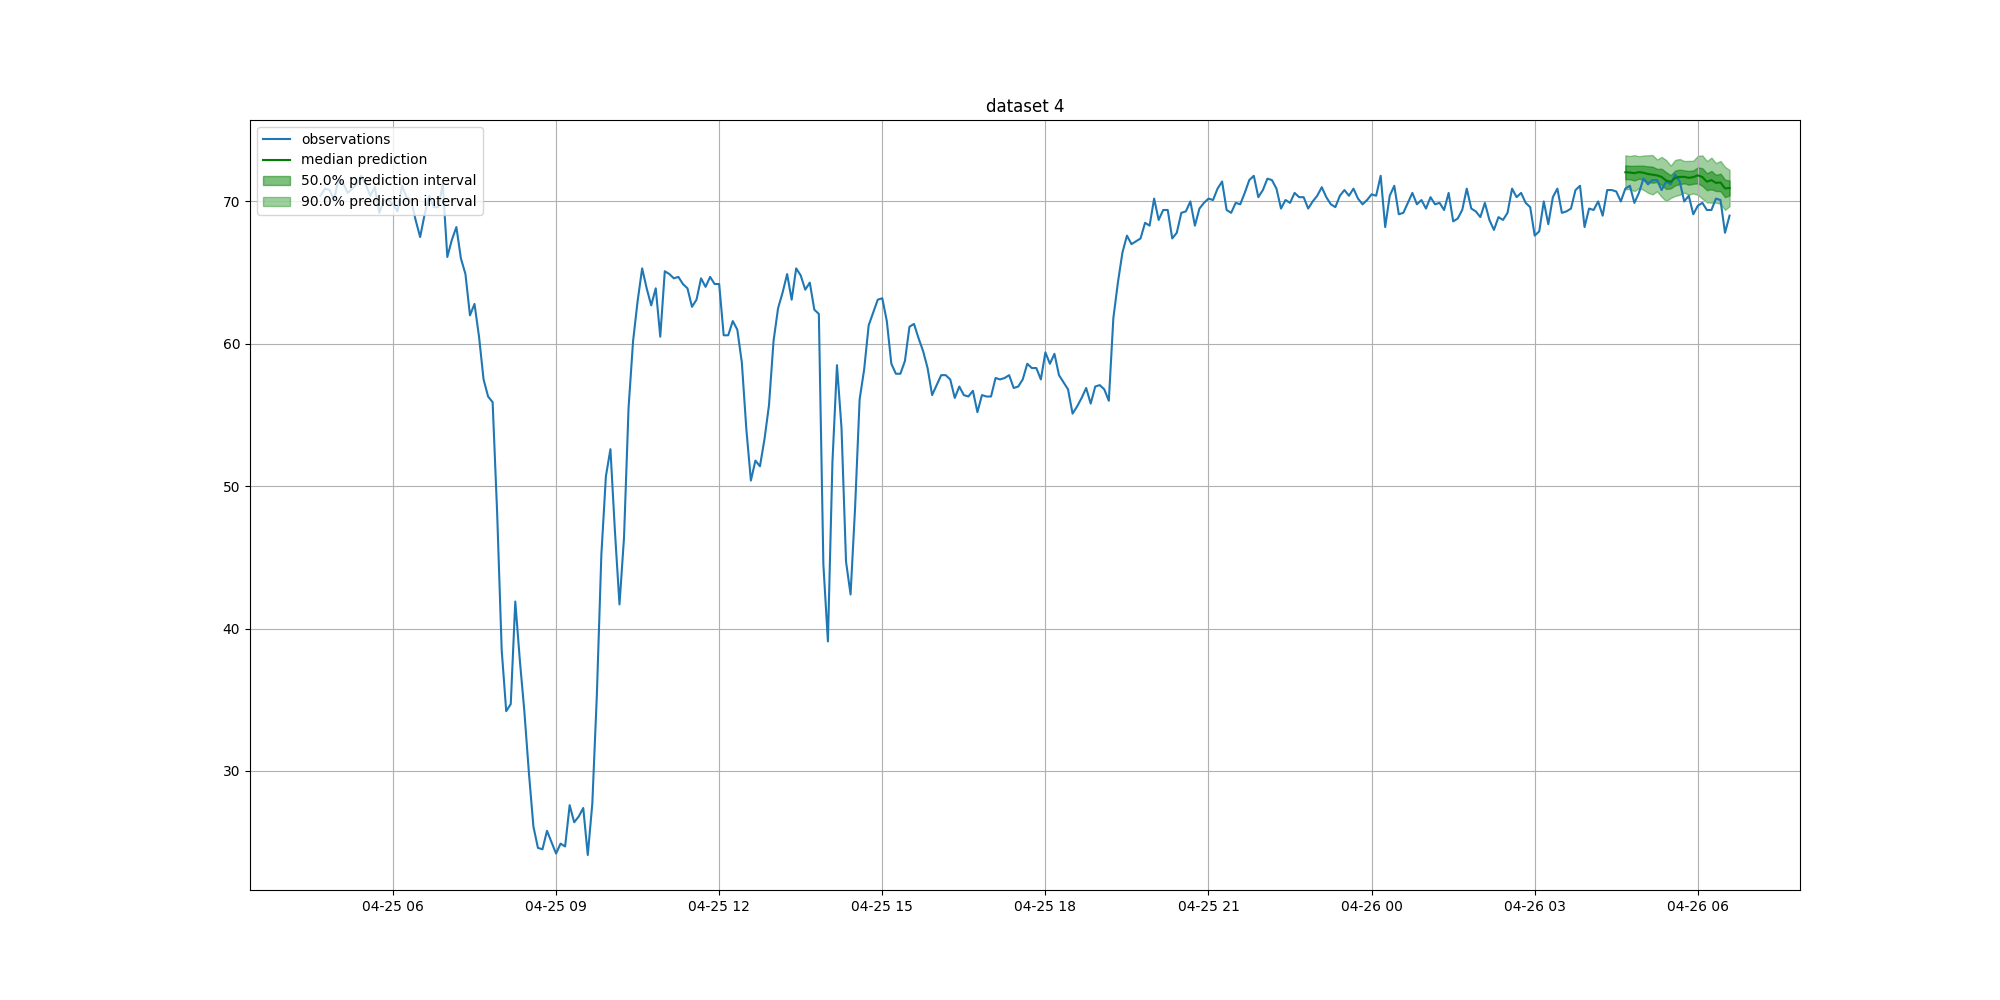 dataset 4
observations
median prediction
50.0% prediction interval
90.0% prediction interval
70
60
50
40
30
04-25 06
04-25 09
04-25 12
04-25 15
04-25 18
04-25 21
04-26 00
04-26 03
04-26 06